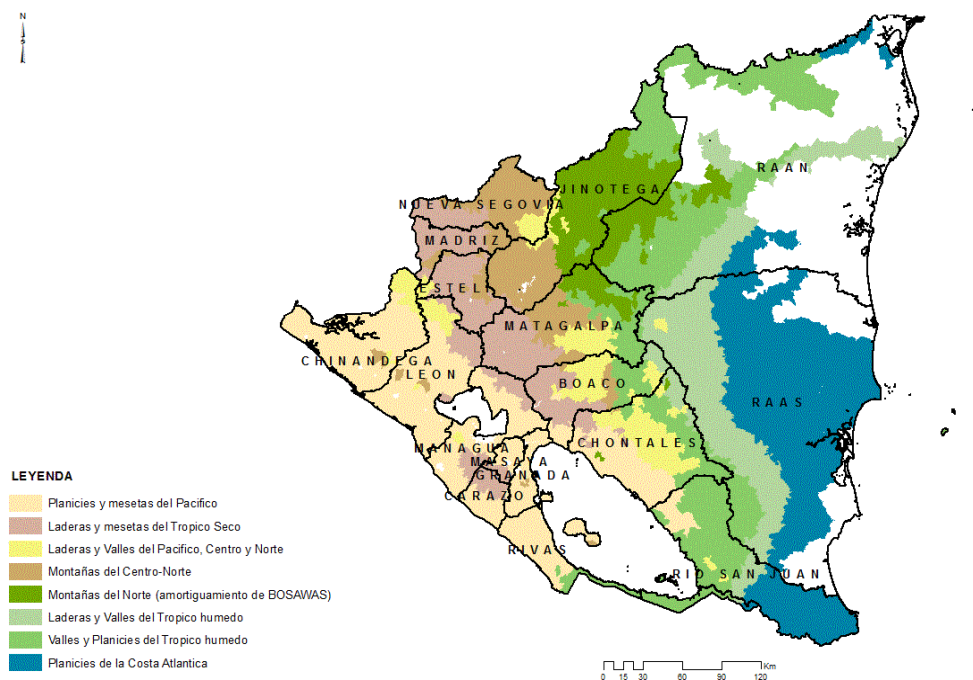 N
RAAN
JINOTEGA
NUEVA SEGOVIA
MADRIZ
ESTELI
MATAGALPA
CHINANDEGA
LEON
BOACO
RAAS
CHONTALES
MANAGUA
MASAYA
GRANADA
CARAZO
RIVAS
RIO SAN JUAN
LEYENDA
Planicies y mesetas del Pacifico
Laderas y mesetas del Tropico Seco
Laderas y Valles del Pacifico, Centro y Norte
Montañas del Centro-Norte
Montañas del Norte (amortiguamiento de BOSAWAS)
Laderas y Valles del Tropico humedo
Valles y Planicies del Tropico humedo
Planicies de la Costa Atlantica
Km
0 15 30 60 90 120